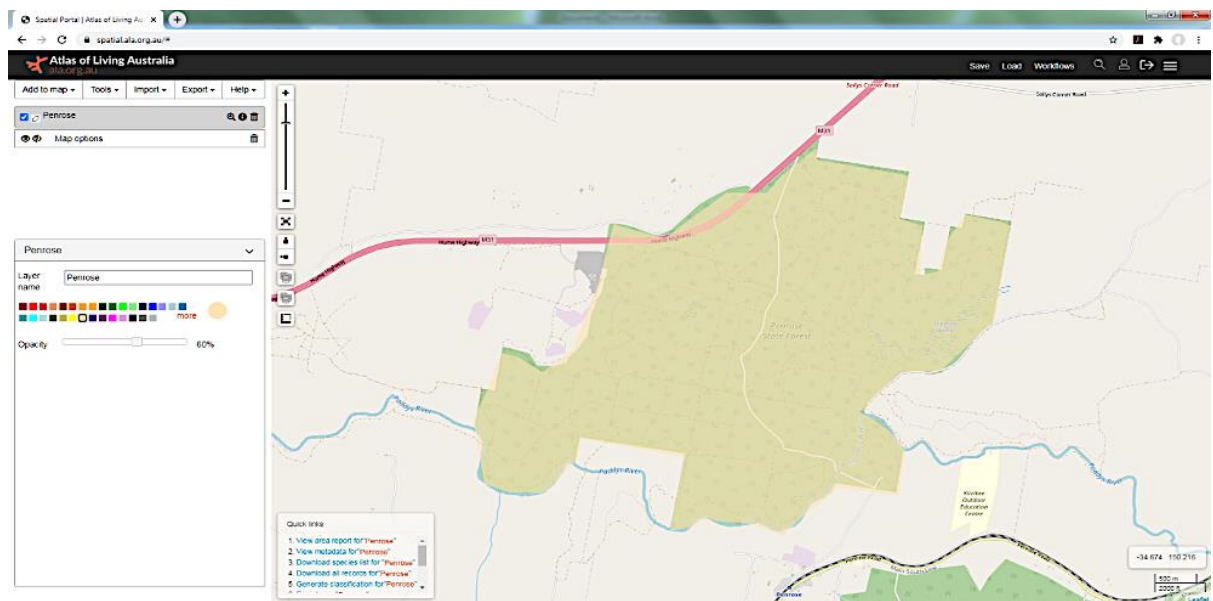 Spatial Portal | Atlas of Living Au
spatial.ala.org.au/#
Atlas of Living Australia
ala.org.au
Save Load Workflows
Add to map Tools Import Export Help
Penrose
Map options
Penrose
Layer name Penrose
more
Opacity 60%
Sallys Corner Road
Sallys Corner Road
M31
Hume Highway M31
Hume Highway
Hume Highway
Penrose
State Forest
Paddys River
Paddys River
Paddys River
Kirrikee
Outdoor
Education
Centre
Penrose
Quick links
1. View area report for "Penrose"
2. View metadata for "Penrose"
3. Download species list for "Penrose"
4. Download all records for "Penrose"
5. Generate classification for "Penrose"
-34.674 150.216
500 m
2000 ft
Leaflet